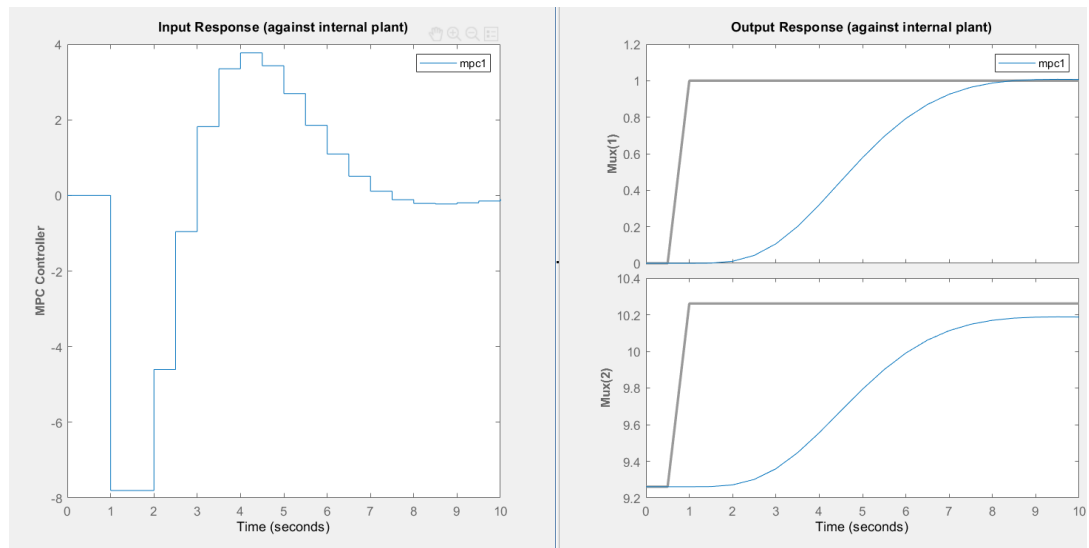 Input Response (against internal plant)
mpc1
MPC Controller
4
2
0
-2
-4
-6
-8
0 1 2 3 4 5 6 7 8 9 10
Time (seconds)
Output Response (against internal plant)
mpc1
Mux(1)
1.2
1
0.8
0.6
0.4
0.2
0
Mux(2)
10.4
10.2
10
9.8
9.6
9.4
9.2
0 1 2 3 4 5 6 7 8 9 10
Time (seconds)